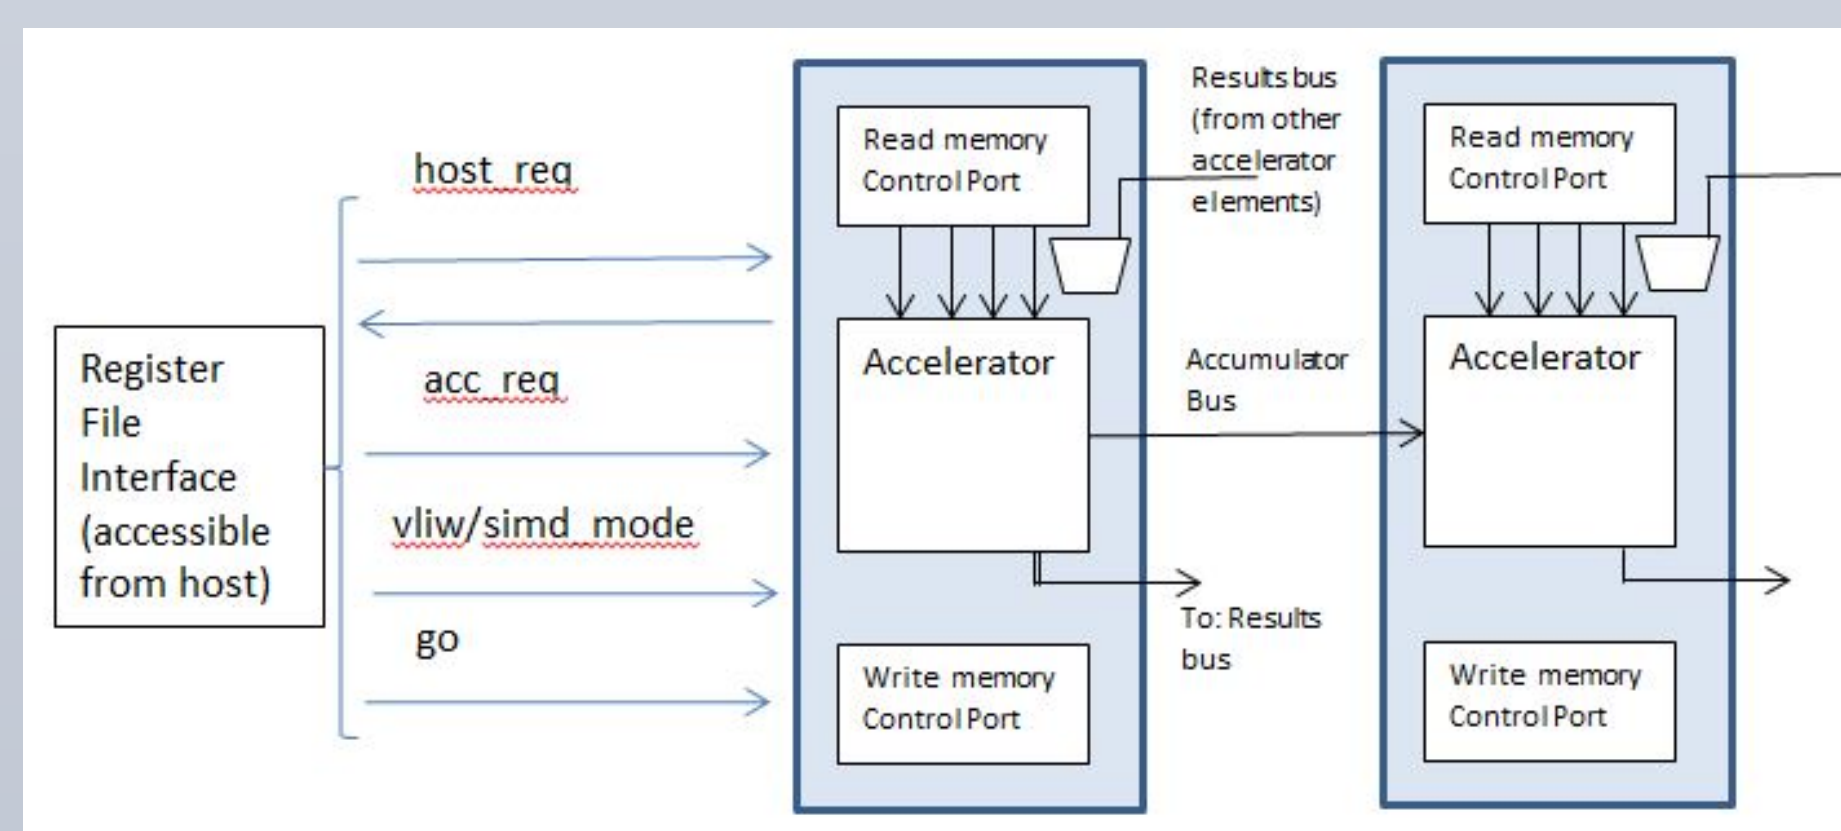 Register
File
Interface
(accessible
from host)
host_req
acc_req
vliw/simd_mode
go
Read memory
Control Port
Accelerator
Write memory
Control Port
Results bus
(from other
accelerator
elements)
Accumulator
Bus
To: Results
bus
Read memory
Control Port
Accelerator
Write memory
Control Port